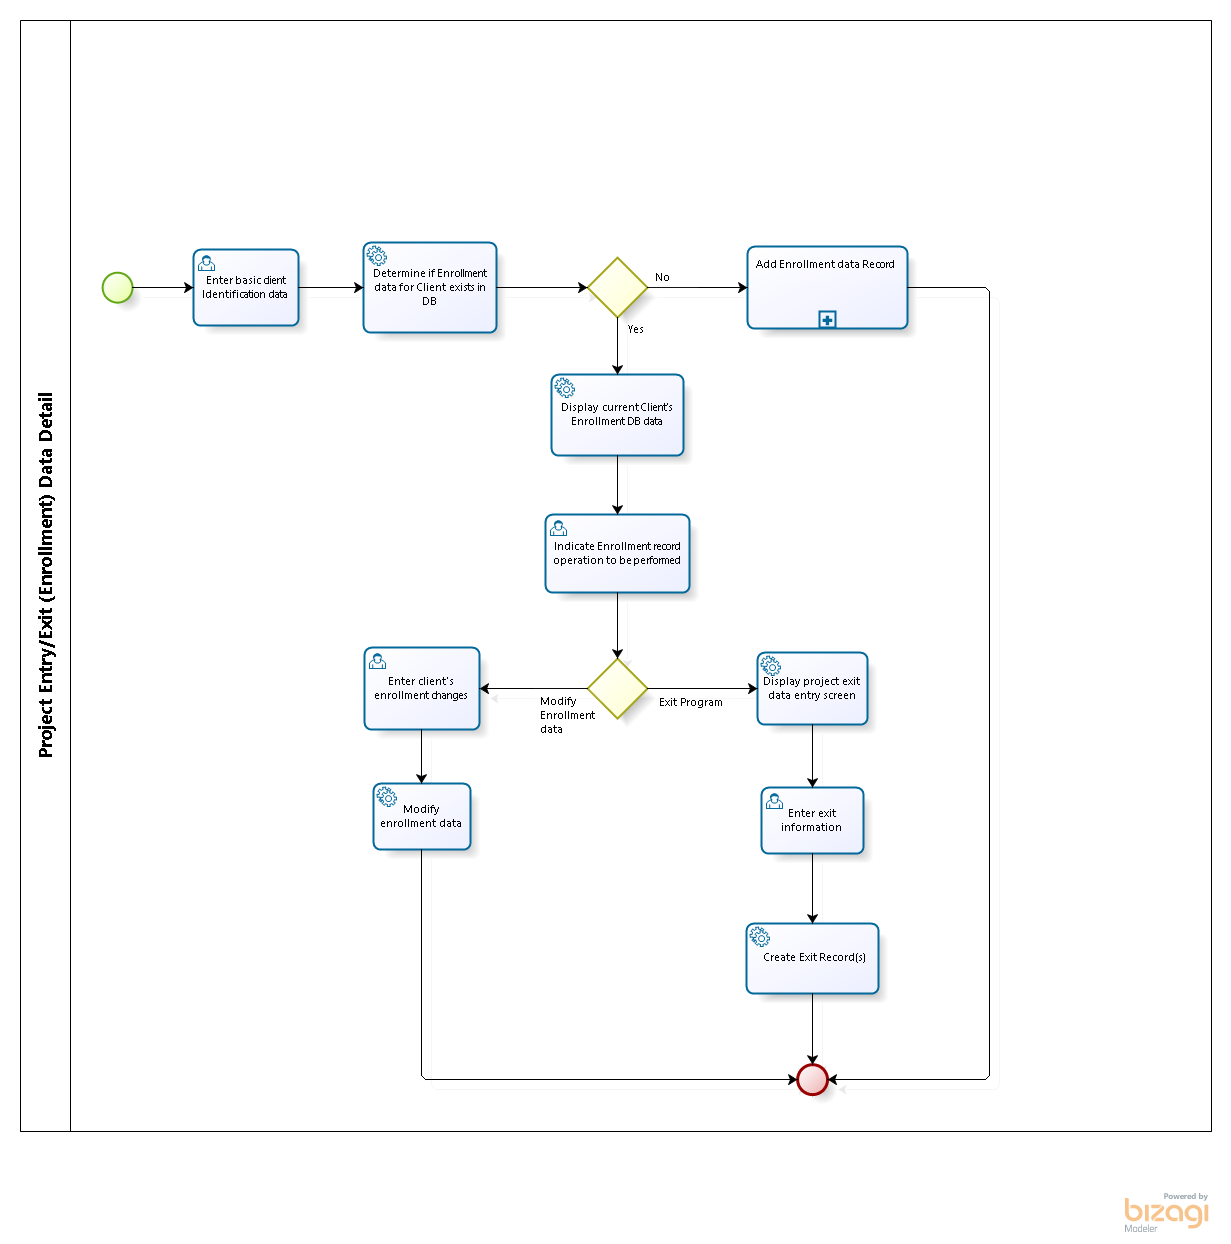 Project Entry/Exit (Enrollment) Data Detail
Enter basic client
Identification data
Determine if Enrollment
data for Client exists in
DB
No
Add Enrollment data Record
Yes
Display current Client's
Enrollment DB data
Indicate Enrollment record
operation to be performed
Enter client's
enrollment changes
Modify
Enrollment
data
Exit Program
Display project exit
data entry screen
Modify
enrollment data
Enter exit
information
Create Exit Record(s)
Powered by
bizagi
Modeler